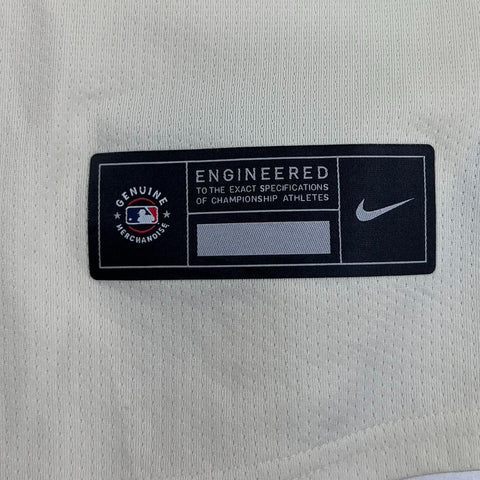 GENUINE
MERCHANDISE
ENGINEERED
TO THE EXACT SPECIFICATIONS
OF CHAMPIONSHIP ATHLETES